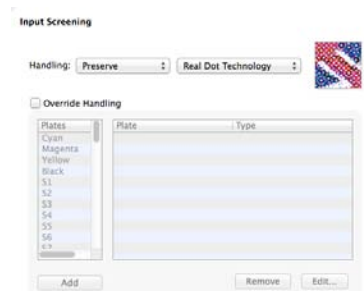 Input Screening
Handling: Preserve Real Dot Technology
Override Handling
Plates Plate Type
Cyan
Magenta
Yellow
Black
S1
S2
S3
S4
S5
S6
S7
Add Remove Edit...